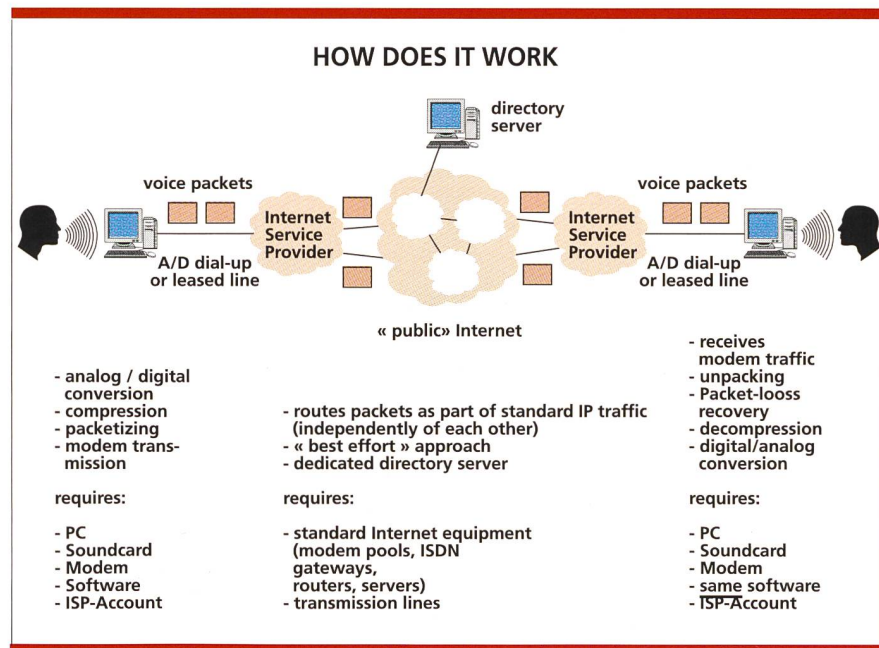 HOW DOES IT WORK
directory
server
voice packets
voice packets
Internet
Service
Provider
Internet
Service
Provider
A/D dial-up
or leased line
A/D dial-up
or leased line
« public» Internet
- analog / digital
conversion
- compression
- packetizing
- modem trans-
mission
requires:
- PC
- Soundcard
- Modem
- Software
- ISP-Account
- routes packets as part of standard IP traffic
(independently of each other)
- « best effort » approach
- dedicated directory server
requires:
- standard Internet equipment
(modem pools, ISDN
gateways,
routers, servers)
- transmission lines
- receives
modem traffic
- unpacking
- Packet-looss
recovery
- decompression
- digital/analog
conversion
requires:
- PC
- Soundcard
- Modem
- same software
- ISP-Account